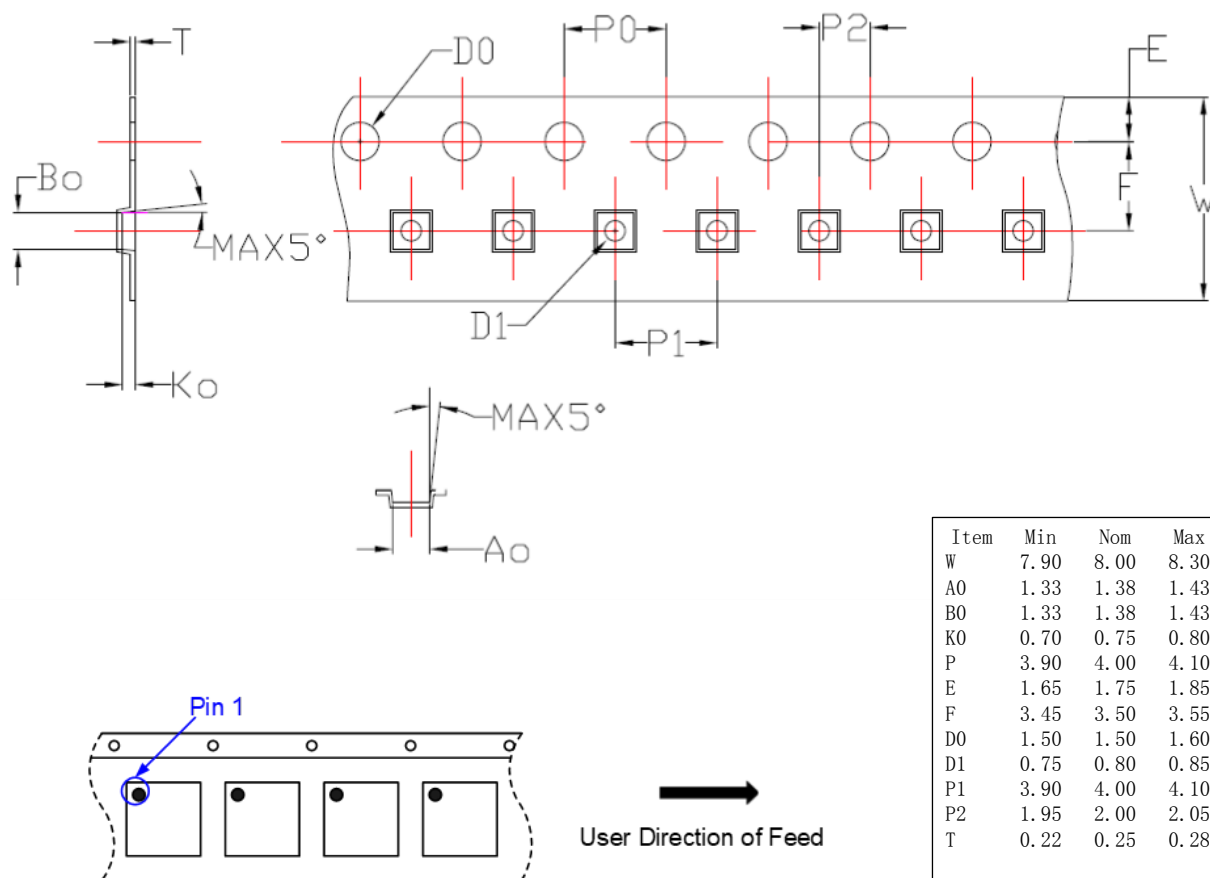 T
D0
P0
P2
E
Bo
F
W
MAX5°
D1
P1
Ko
MAX5°
Ao
Item Min Nom Max
W 7.90 8.00 8.30
A0 1.33 1.38 1.43
B0 1.33 1.38 1.43
K0 0.70 0.75 0.80
P 3.90 4.00 4.10
E 1.65 1.75 1.85
F 3.45 3.50 3.55
D0 1.50 1.50 1.60
D1 0.75 0.80 0.85
P1 3.90 4.00 4.10
P2 1.95 2.00 2.05
T 0.22 0.25 0.28
Pin 1
User Direction of Feed